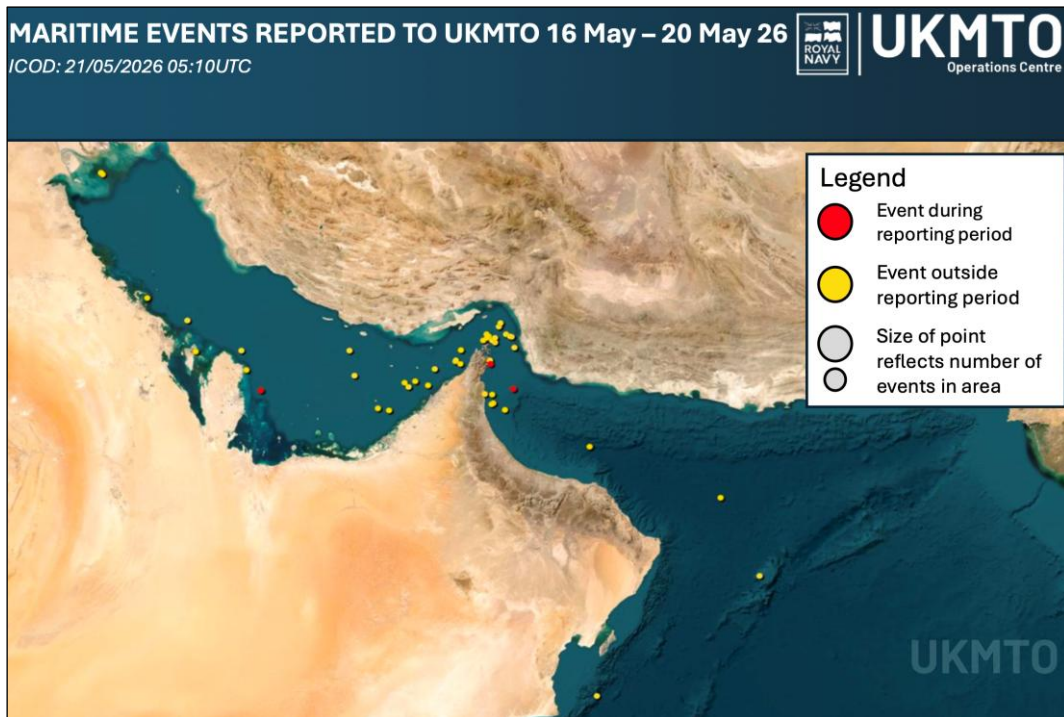 MARITIME EVENTS REPORTED TO UKMTO 16 May – 20 May 26
ICOD: 21/05/2026 05:10UTC
ROYAL
NAVY
UKMTO
Operations Centre
Legend
Event during
reporting period
Event outside
reporting period
Size of point
reflects number of
events in area
UKMTO